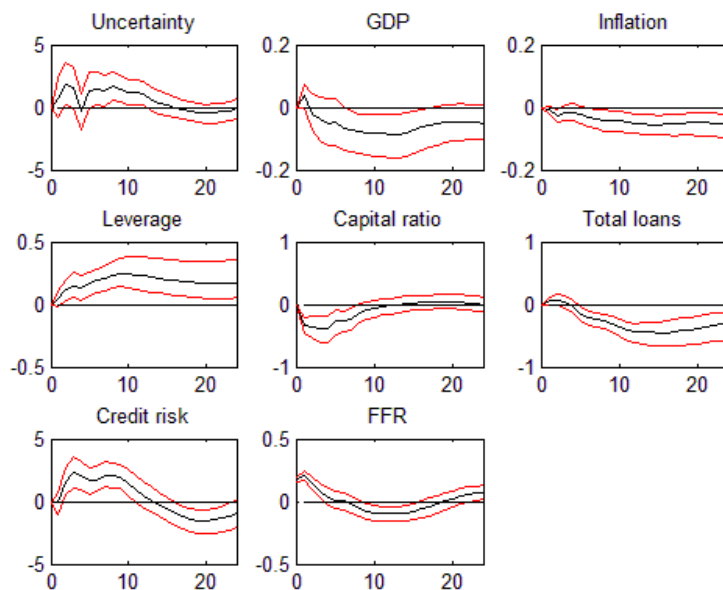 Uncertainty GDP Inflation
5 0.2 0.2
0 0 0
-5 -0.2 -0.2
0 10 20 0 10 20 0 10 20
Leverage Capital ratio Total loans
0.5 1 1
0 0 0
-0.5 -1 -1
0 10 20 0 10 20 0 10 20
Credit risk FFR
5 0.5
0 0
-5 0.5
0 10 20 0 10 20